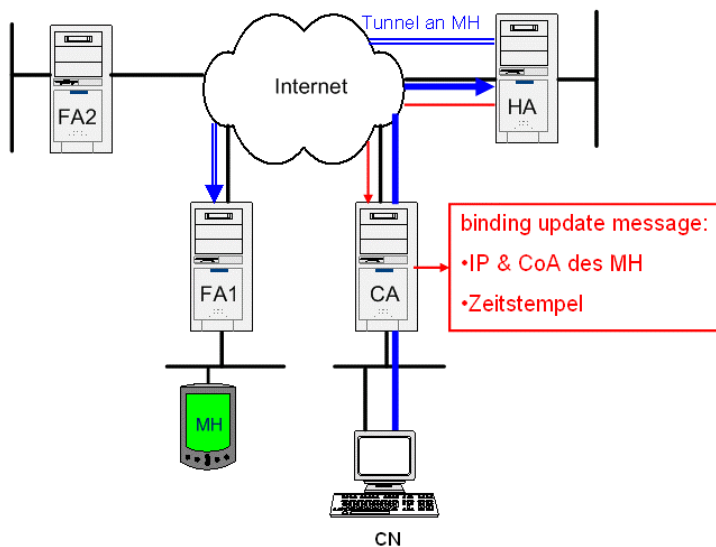 Tunnel an MH
Internet
FA2
HA
FA1
CA
binding update message:
•IP & CoA des MH
•Zeitstempel
MH
CN